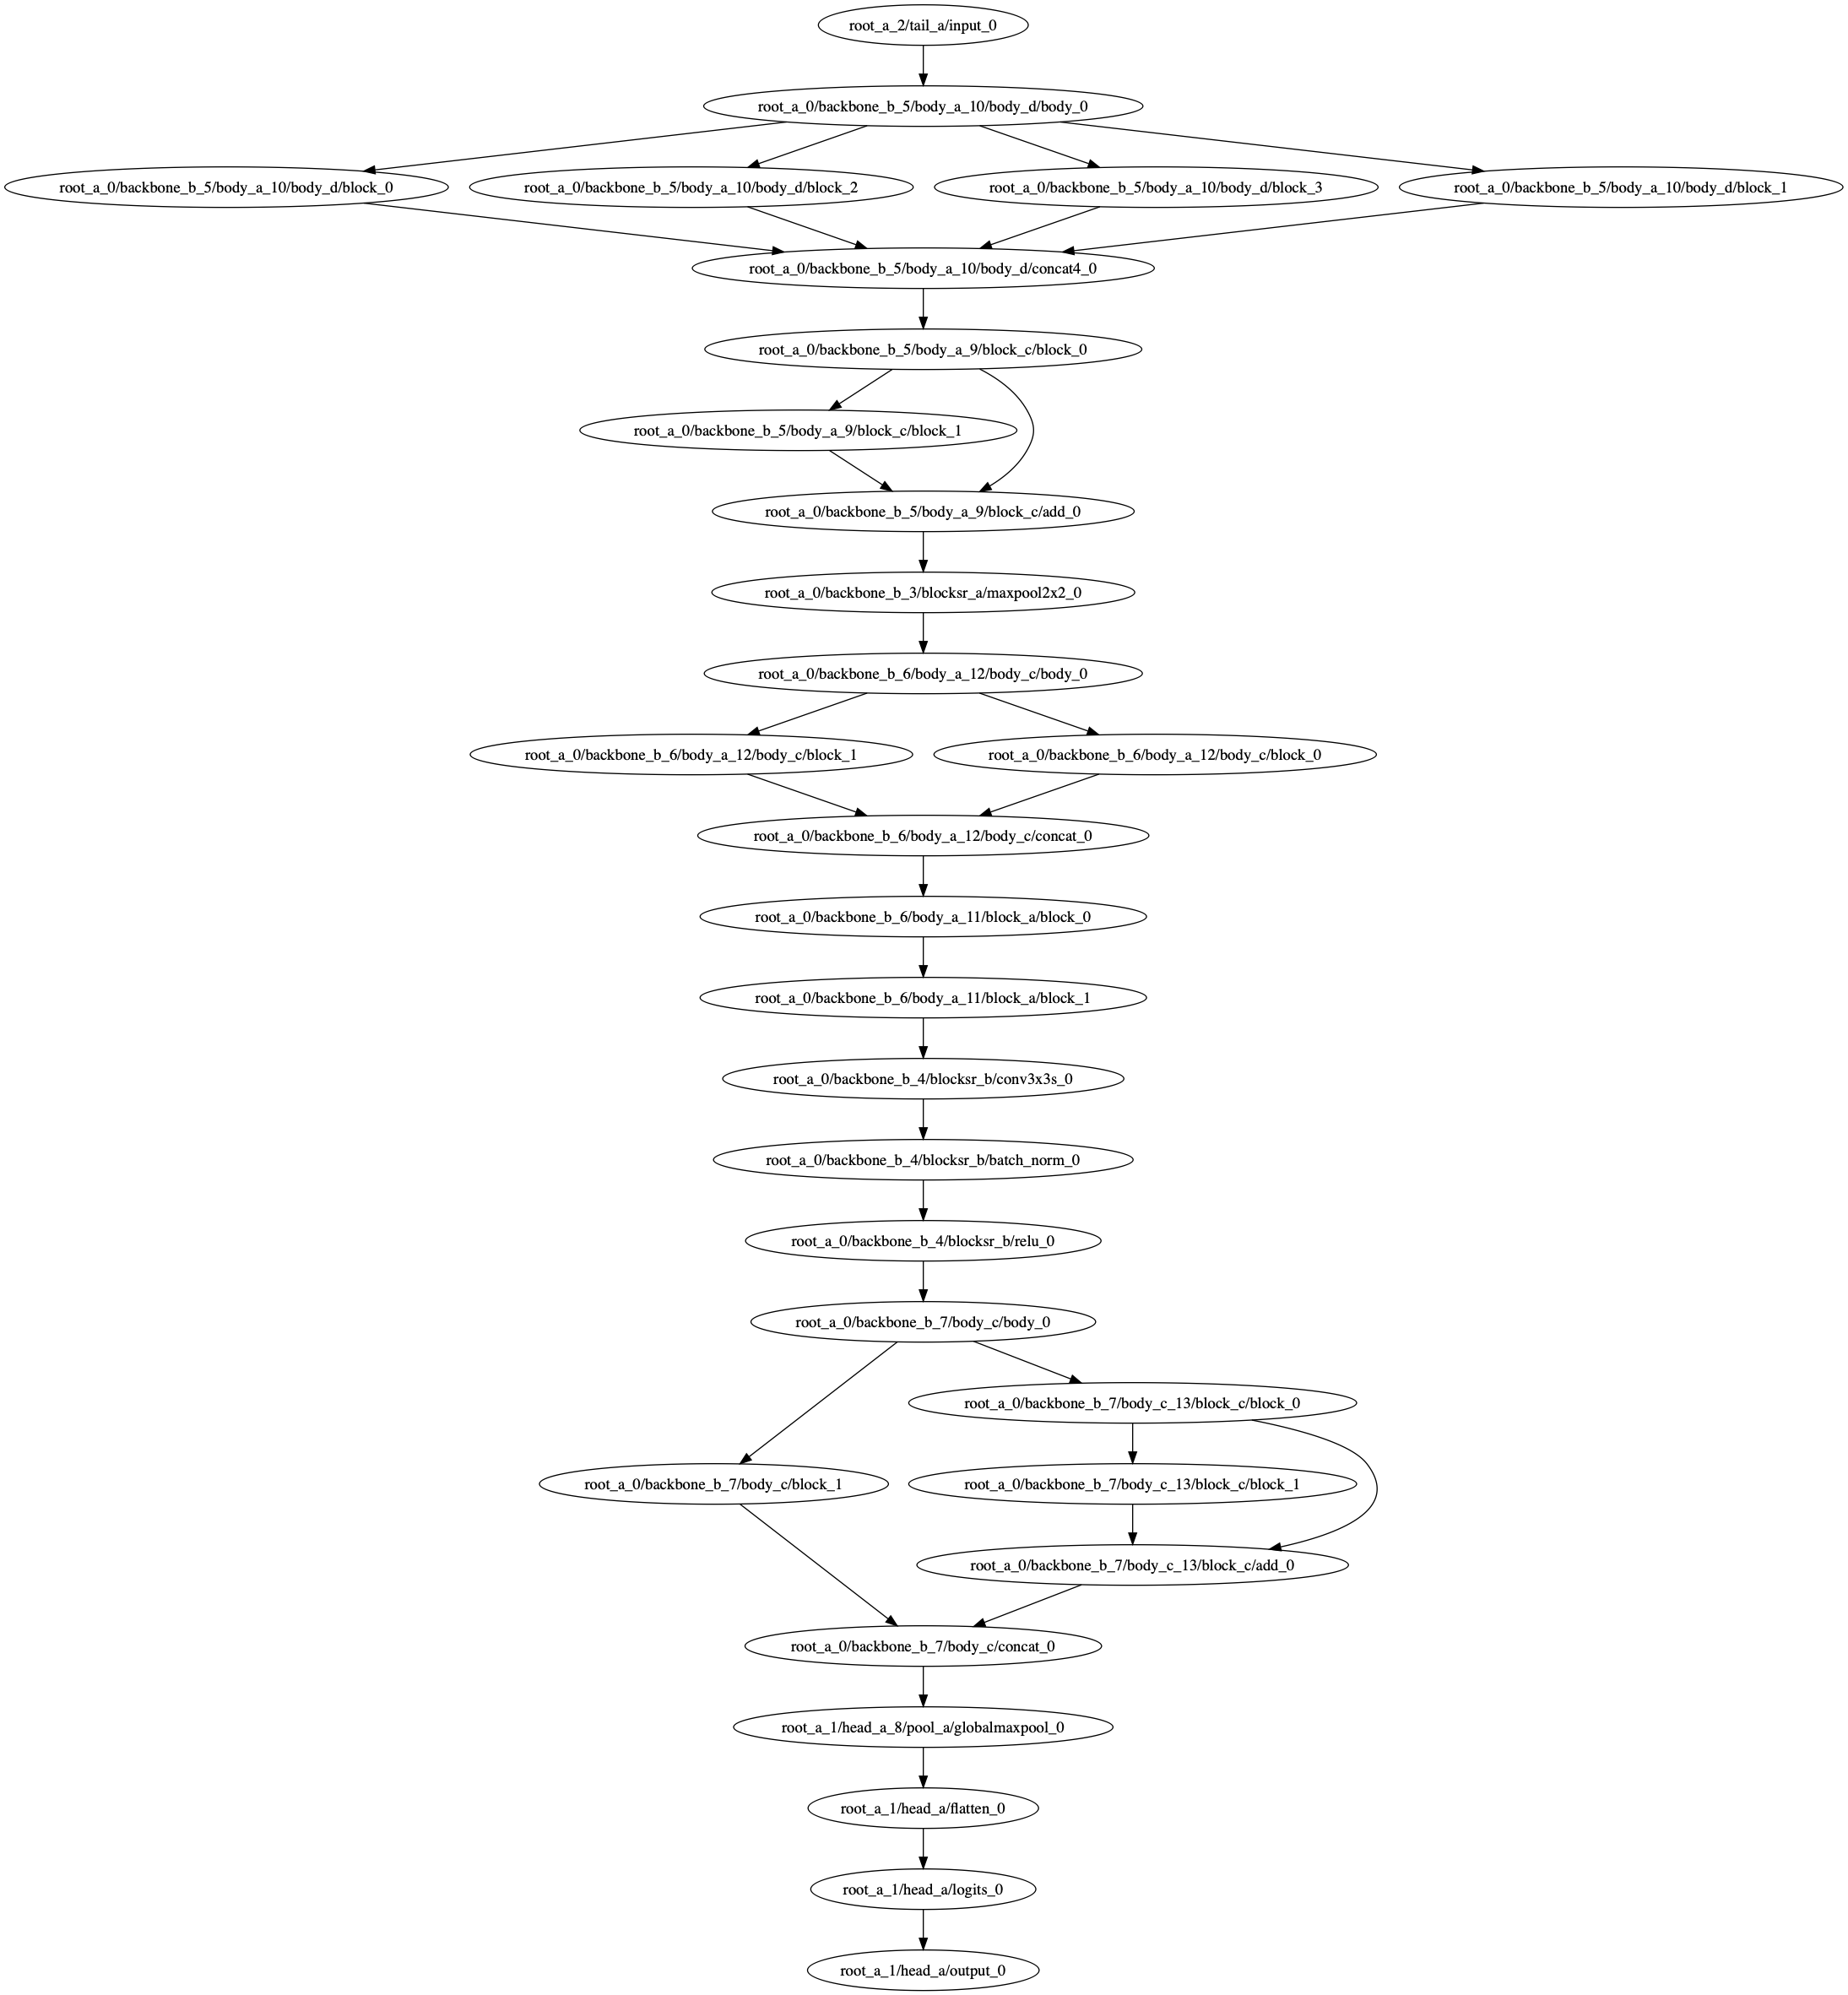 root_a_2/tail_a/input_0
root_a_0/backbone_b_5/body_a_10/body_d/body_0
root_a_0/backbone_b_5/body_a_10/body_d/block_0
root_a_0/backbone_b_5/body_a_10/body_d/block_2
root_a_0/backbone_b_5/body_a_10/body_d/block_3
root_a_0/backbone_b_5/body_a_10/body_d/block_1
root_a_0/backbone_b_5/body_a_10/body_d/concat4_0
root_a_0/backbone_b_5/body_a_9/block_c/block_0
root_a_0/backbone_b_5/body_a_9/block_c/block_1
root_a_0/backbone_b_5/body_a_9/block_c/add_0
root_a_0/backbone_b_3/blocksr_a/maxpool2x2_0
root_a_0/backbone_b_6/body_a_12/body_c/body_0
root_a_0/backbone_b_6/body_a_12/body_c/block_1
root_a_0/backbone_b_6/body_a_12/body_c/block_0
root_a_0/backbone_b_6/body_a_12/body_c/concat_0
root_a_0/backbone_b_6/body_a_11/block_a/block_0
root_a_0/backbone_b_6/body_a_11/block_a/block_1
root_a_0/backbone_b_4/blocksr_b/conv3x3s_0
root_a_0/backbone_b_4/blocksr_b/batch_norm_0
root_a_0/backbone_b_4/blocksr_b/relu_0
root_a_0/backbone_b_7/body_c/body_0
root_a_0/backbone_b_7/body_c_13/block_c/block_0
root_a_0/backbone_b_7/body_c/block_1
root_a_0/backbone_b_7/body_c_13/block_c/block_1
root_a_0/backbone_b_7/body_c_13/block_c/add_0
root_a_0/backbone_b_7/body_c/concat_0
root_a_1/head_a_8/pool_a/globalmaxpool_0
root_a_1/head_a/flatten_0
root_a_1/head_a/logits_0
root_a_1/head_a/output_0